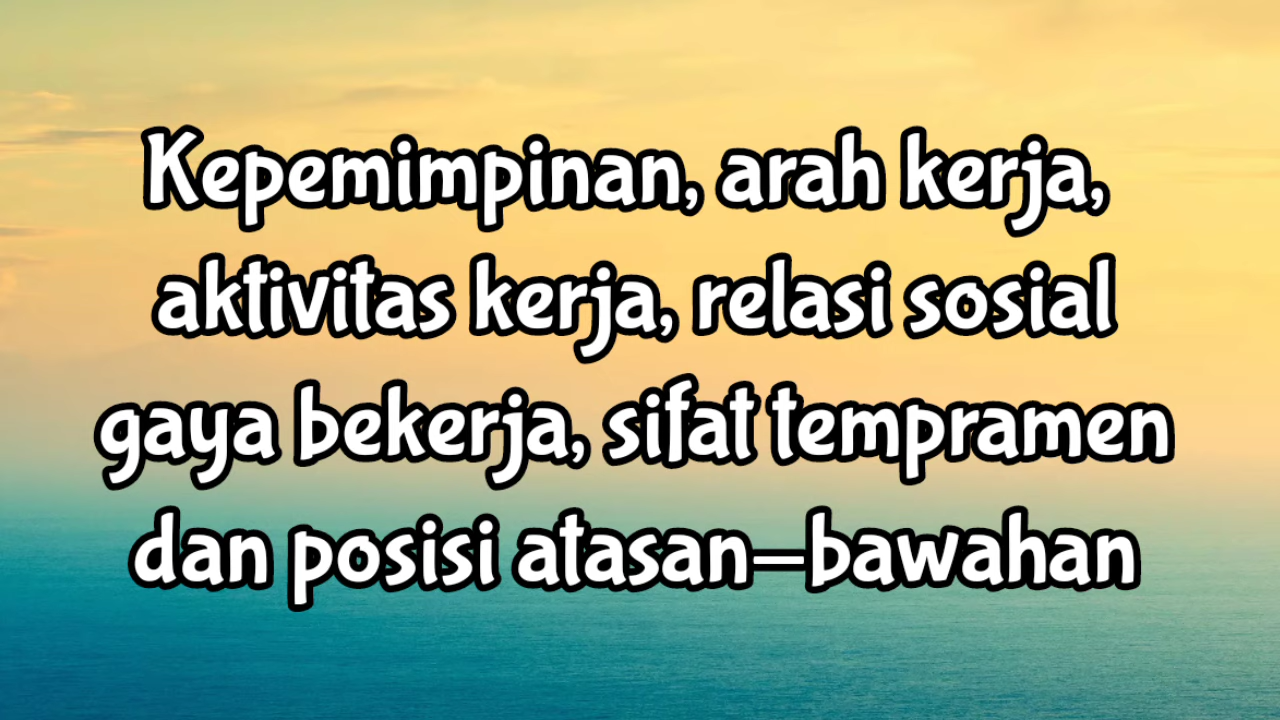 Kepemimpinan, arah kerja,
aktivitas kerja, relasi sosial
gaya bekerja, sifat tempramen
dan posisi atasan–bawahan